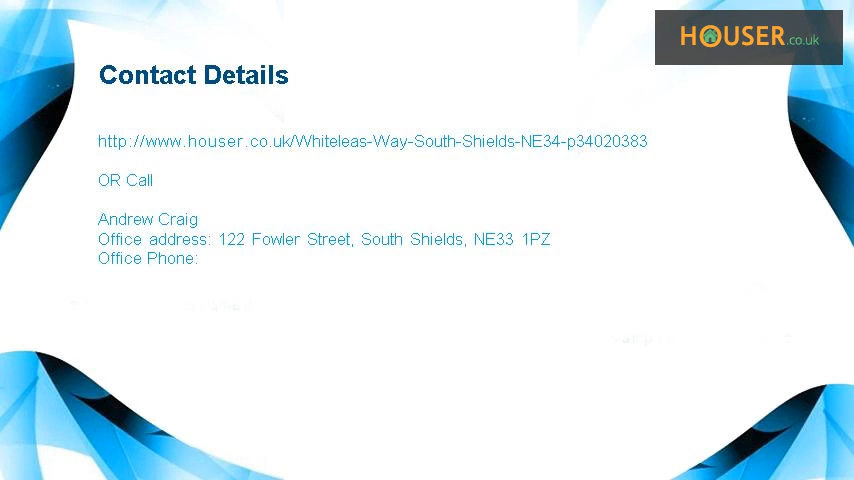 HOUSER.co.uk
Contact Details
http://www.houser.co.uk/Whiteleas-Way-South-Shields-NE34-p34020383
OR Call
Andrew Craig
Office address: 122 Fowler Street, South Shields, NE33 1PZ
Office Phone: